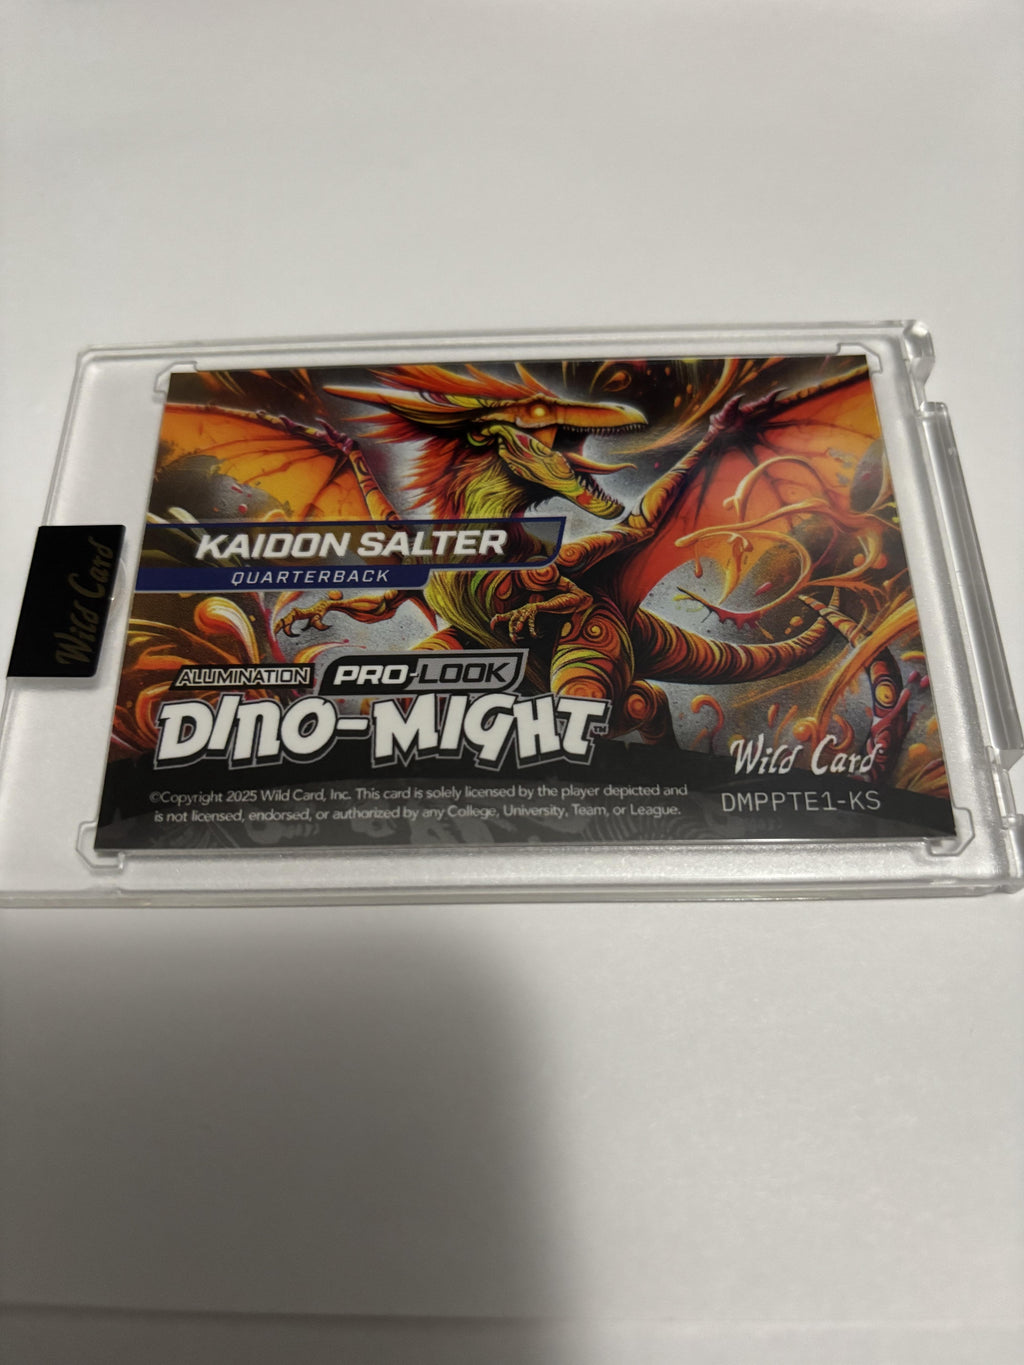 KAIDON SALTER
QUARTERBACK
Wild Card
ALUMINATION PRO-LOOK
DINO-MIGHT™
Wild Card
DMPPTE1-KS
©Copyright 2025 Wild Card, Inc. This card is solely licensed by the player depicted and
is not licensed, endorsed, or authorized by any College, University, Team, or League.